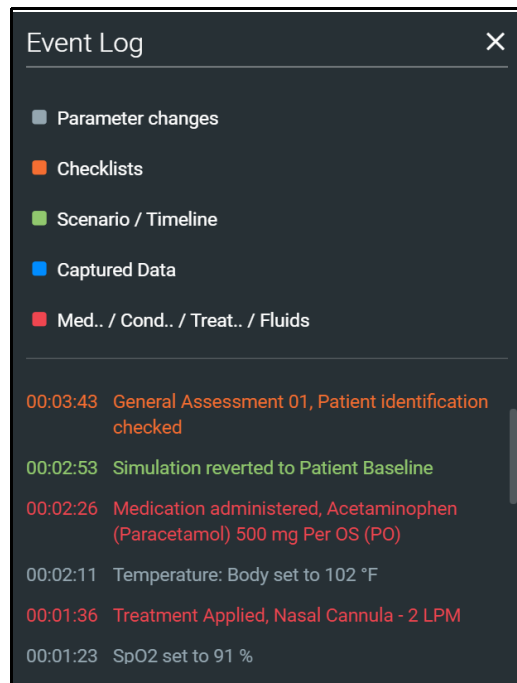 Event Log
Parameter changes
Checklists
Scenario / Timeline
Captured Data
Med.. / Cond.. / Treat.. / Fluids
00:03:43 General Assessment 01, Patient identification
checked
00:02:53 Simulation reverted to Patient Baseline
00:02:26 Medication administered, Acetaminophen
(Paracetamol) 500 mg Per OS (PO)
00:02:11 Temperature: Body set to 102 °F
00:01:36 Treatment Applied, Nasal Cannula - 2 LPM
00:01:23 SpO2 set to 91 %